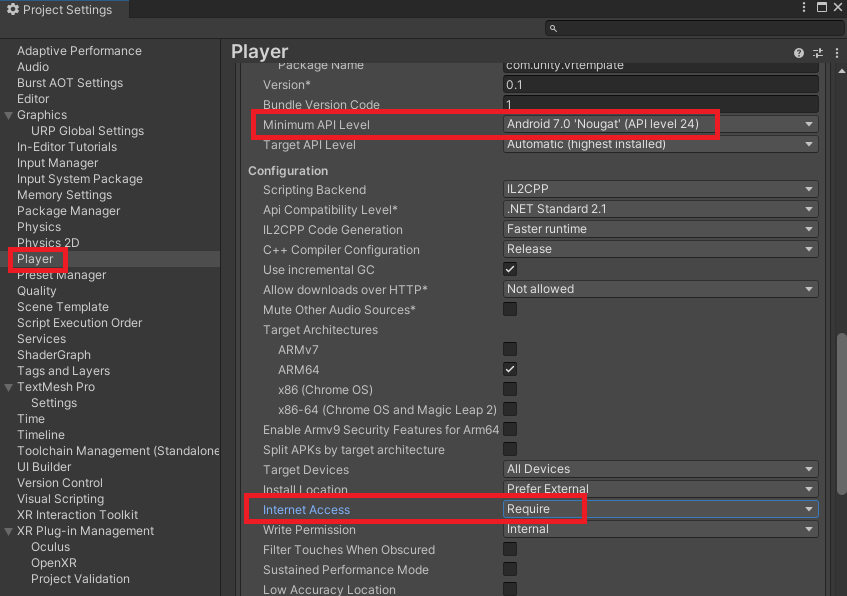 Project Settings
Adaptive Performance
Audio
Burst AOT Settings
Editor
Graphics
URP Global Settings
In-Editor Tutorials
Input Manager
Input System Package
Memory Settings
Package Manager
Physics
Physics 2D
Player
Preset Manager
Quality
Scene Template
Script Execution Order
Services
ShaderGraph
Tags and Layers
TextMesh Pro
Settings
Time
Timeline
Toolchain Management (Standalone
UI Builder
Version Control
Visual Scripting
XR Interaction Toolkit
XR Plug-in Management
Oculus
OpenXR
Project Validation
Player
Package Name com.unity.vrtemplate
Version* 0.1
Bundle Version Code 1
Minimum API Level Android 7.0 'Nougat' (API level 24)
Target API Level Automatic (highest installed)
Configuration
Scripting Backend IL2CPP
Api Compatibility Level* .NET Standard 2.1
IL2CPP Code Generation Faster runtime
C++ Compiler Configuration Release
Use incremental GC
Allow downloads over HTTP* Not allowed
Mute Other Audio Sources*
Target Architectures
ARMv7
ARM64
x86 (Chrome OS)
x86-64 (Chrome OS and Magic Leap 2)
Enable Armv9 Security Features for Arm64
Split APKs by target architecture
Target Devices All Devices
Install Location Prefer External
Internet Access Require
Write Permission Internal
Filter Touches When Obscured
Sustained Performance Mode
Low Accuracy Location